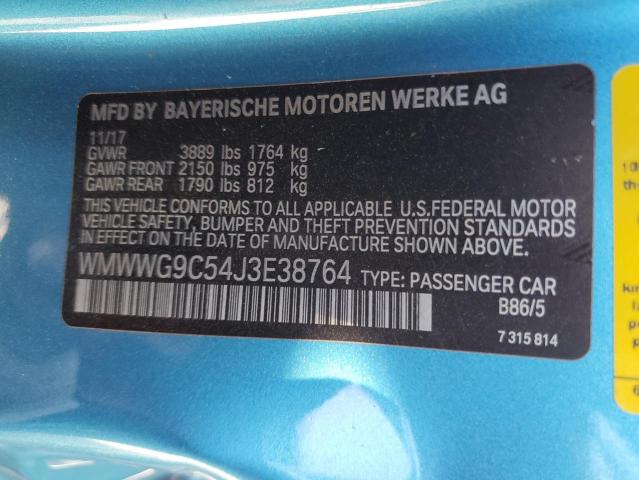 MFD BY BAYERISCHE MOTOREN WERKE AG
11/17
GVWR 3889 lbs 1764 kg
GAWR FRONT 2150 lbs 975 kg
GAWR REAR 1790 lbs 812 kg
THIS VEHICLE CONFORMS TO ALL APPLICABLE U.S.FEDERAL MOTOR
VEHICLE SAFETY, BUMPER AND THEFT PREVENTION STANDARDS
IN EFFECT ON THE DATE OF MANUFACTURE SHOWN ABOVE.
WMWWG9C54J3E38764 TYPE: PASSENGER CAR
B86/5
7 315 814